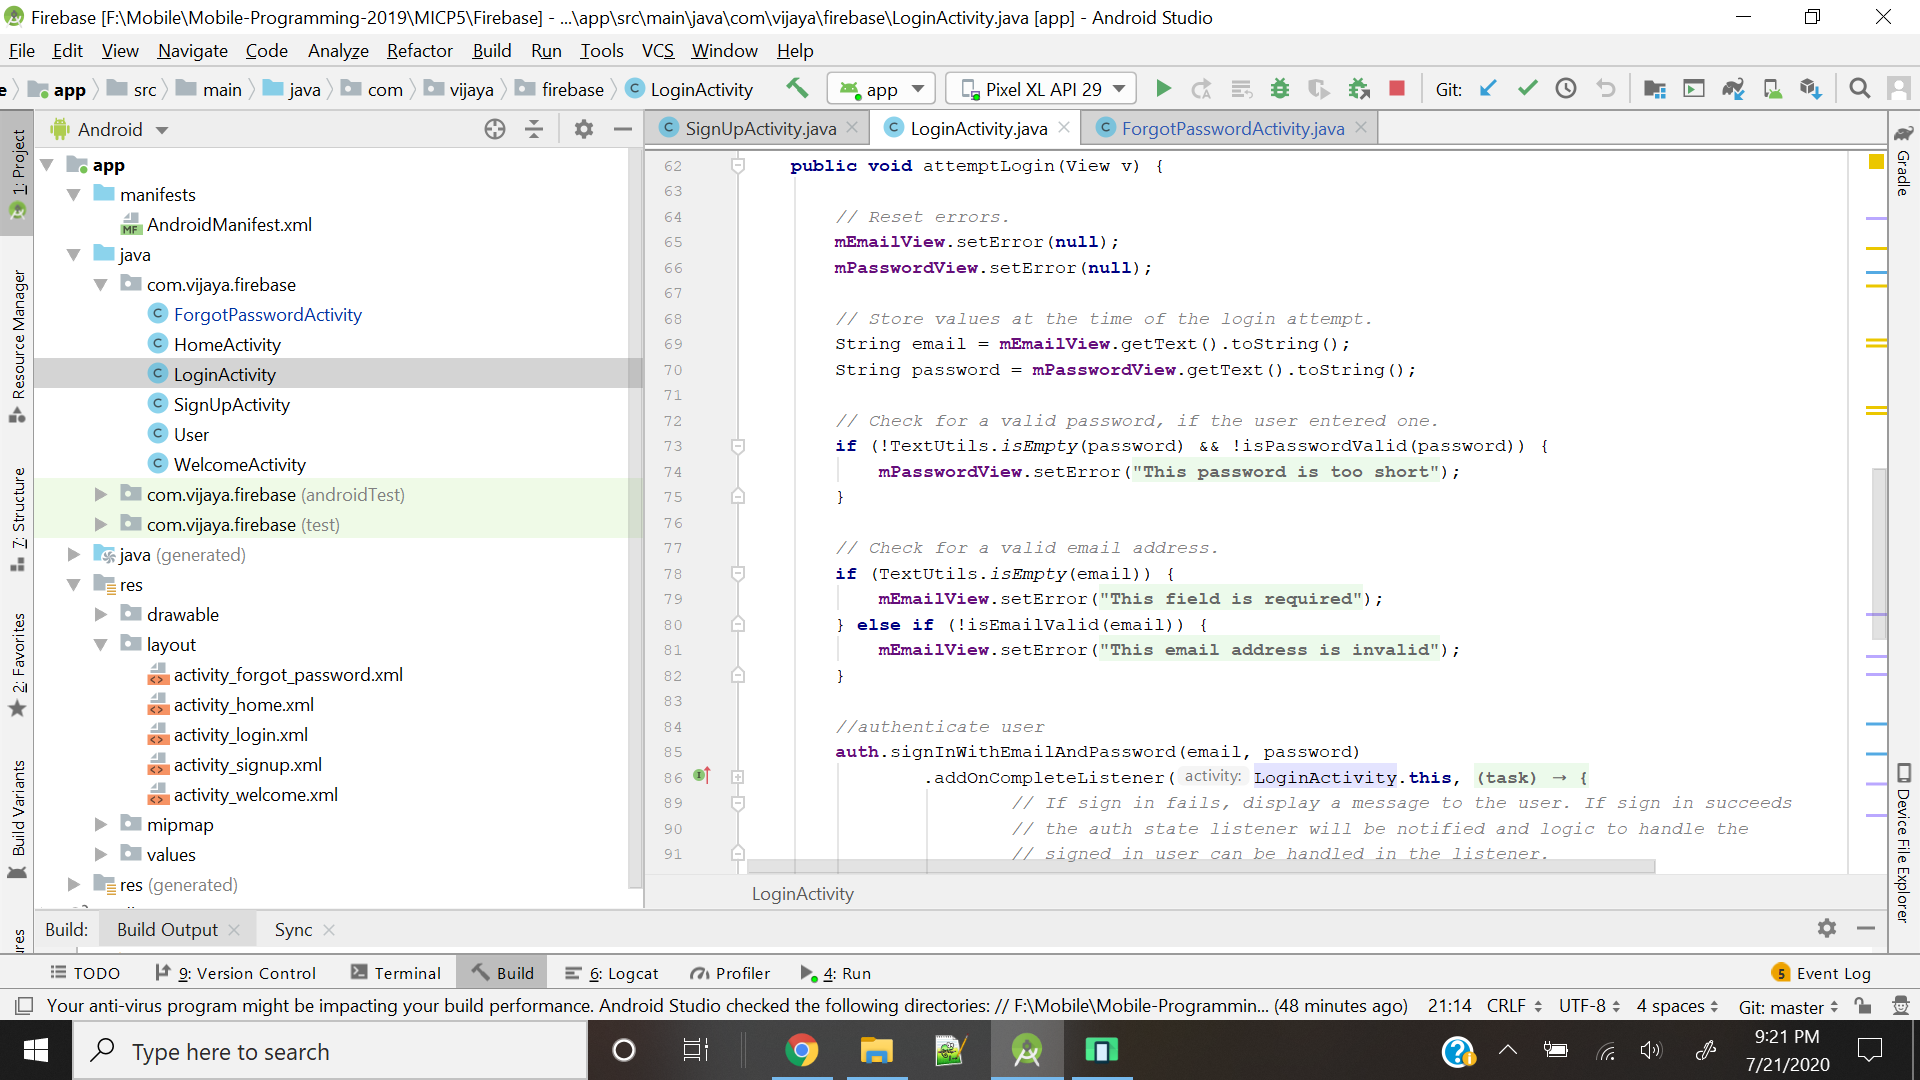 Firebase [F:\Mobile\Mobile-Programming-2019\MICP5\Firebase] - ...\app\src\main\java\com\vijaya\firebase\LoginActivity.java [app] - Android Studio
File Edit View Navigate Code Analyze Refactor Build Run Tools VCS Window Help
e app src main java com vijaya firebase LoginActivity app Pixel XL API 29 Git:
Android
SignUpActivity.java LoginActivity.java ForgotPasswordActivity.java
1: Project
Resource Manager
7: Structure
2: Favorites
Build Variants
ures
app
manifests
AndroidManifest.xml
java
com.vijaya.firebase
ForgotPasswordActivity
HomeActivity
LoginActivity
SignUpActivity
User
WelcomeActivity
com.vijaya.firebase (androidTest)
com.vijaya.firebase (test)
java (generated)
res
drawable
layout
activity_forgot_password.xml
activity_home.xml
activity_login.xml
activity_signup.xml
activity_welcome.xml
mipmap
values
res (generated)
62 public void attemptLogin(View v) {
63
64 // Reset errors.
65 mEmailView.setError(null);
66 mPasswordView.setError(null);
67
68 // Store values at the time of the login attempt.
69 String email = mEmailView.getText().toString();
70 String password = mPasswordView.getText().toString();
71
72 // Check for a valid password, if the user entered one.
73 if (!TextUtils.isEmpty(password) && !isPasswordValid(password)) {
74 mPasswordView.setError("This password is too short");
75 }
76
77 // Check for a valid email address.
78 if (TextUtils.isEmpty(email)) {
79 mEmailView.setError("This field is required");
80 } else if (!isEmailValid(email)) {
81 mEmailView.setError("This email address is invalid");
82 }
83
84 //authenticate user
85 auth.signInWithEmailAndPassword(email, password)
86 .addOnCompleteListener( activity: LoginActivity.this, (task) → {
89 // If sign in fails, display a message to the user. If sign in succeeds
90 // the auth state listener will be notified and logic to handle the
91 // signed in user can be handled in the listener.
LoginActivity
Gradle
Device File Explorer
Build: Build Output Sync
TODO 9: Version Control Terminal Build 6: Logcat Profiler 4: Run 5 Event Log
Your anti-virus program might be impacting your build performance. Android Studio checked the following directories: // F:\Mobile\Mobile-Programmin... (48 minutes ago) 21:14 CRLF UTF-8 4 spaces Git: master
Type here to search
9:21 PM
7/21/2020